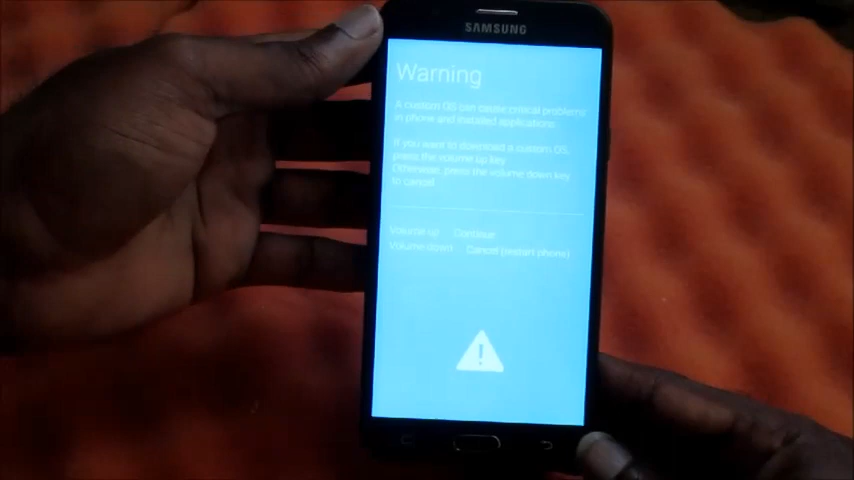 SAMSUNG
Warning
A custom OS can cause critical problems
in phone and installed applications.
If you want to download a custom OS,
press the volume up key.
Otherwise, press the volume down key
to cancel.
Volume up Continue
Volume down Cancel (restart phone)